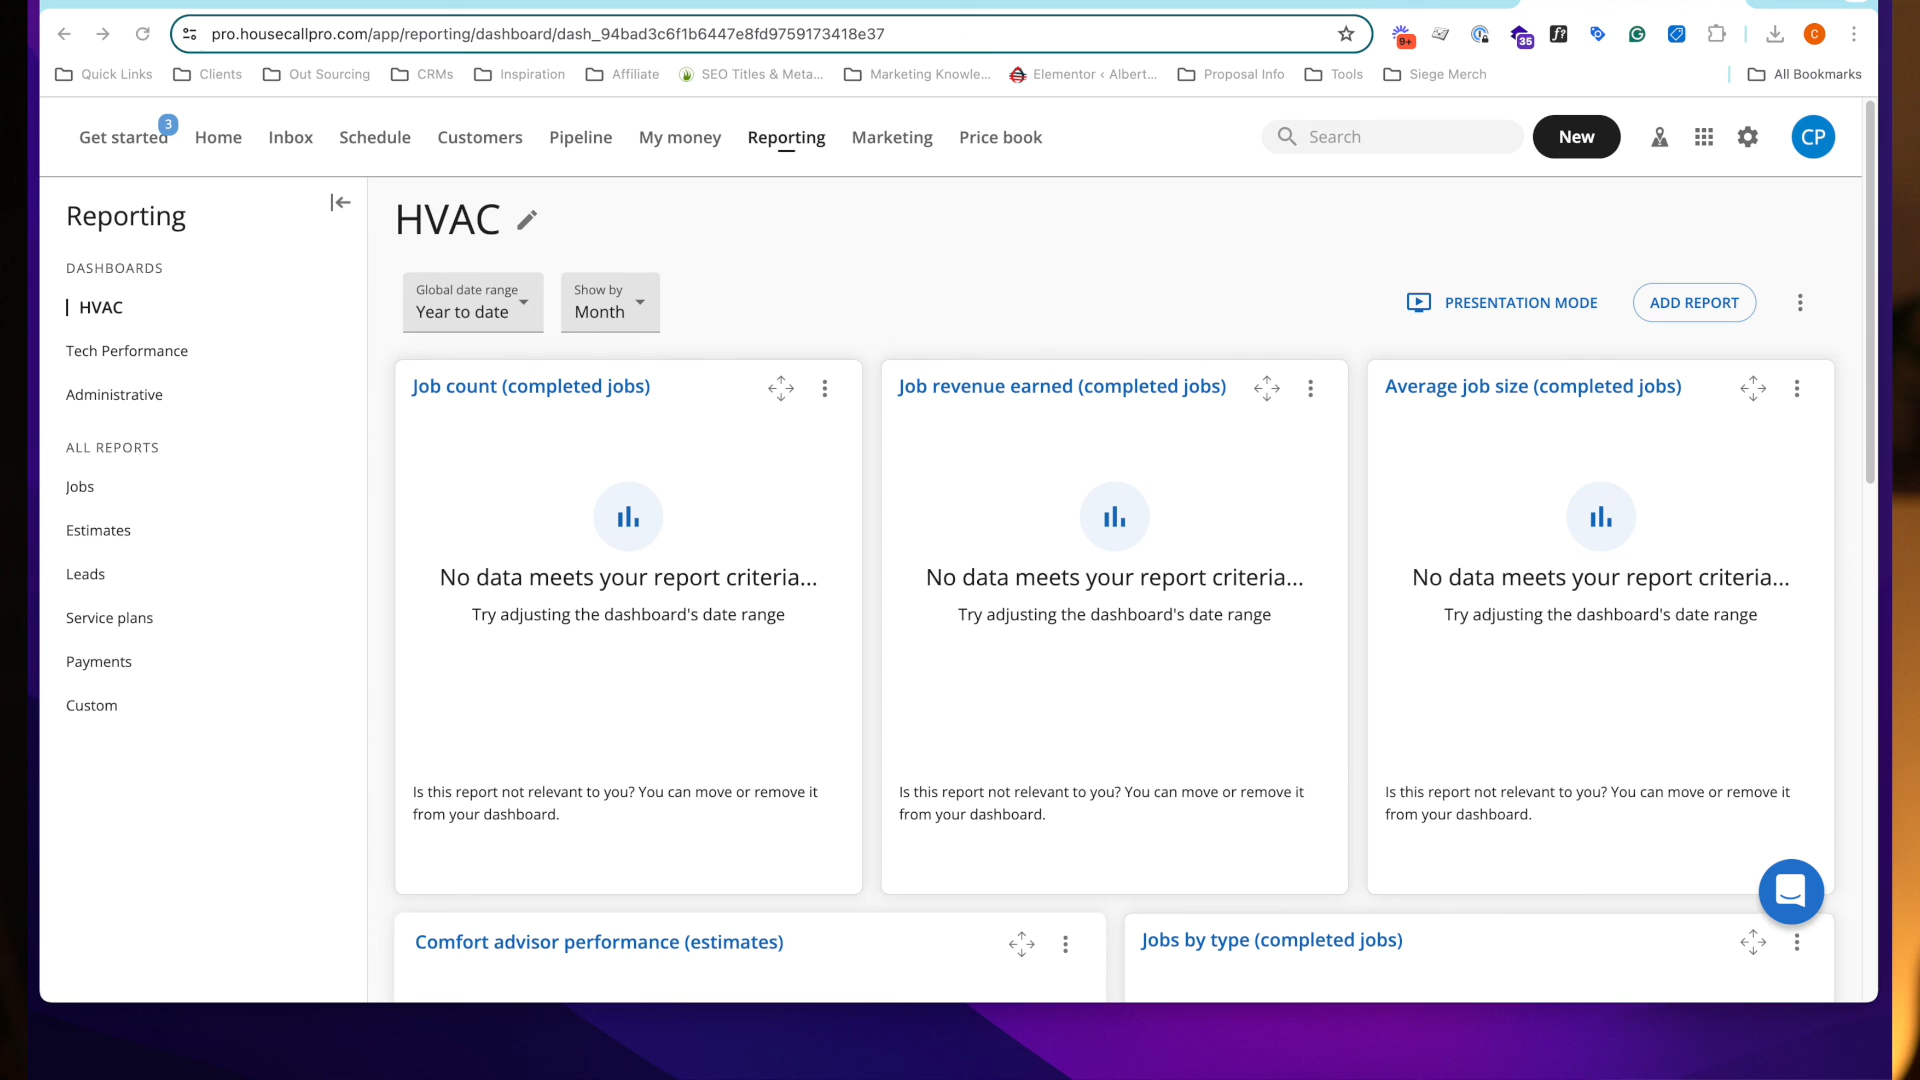 pro.housecallpro.com/app/reporting/dashboard/dash_94bad3c6f1b6447e8fd9759173418e37
9+
35
f?
C
Quick Links
Clients
Out Sourcing
CRMs
Inspiration
Affiliate
SEO Titles & Meta...
Marketing Knowle...
Elementor ‹ Albert...
Proposal Info
Tools
Siege Merch
All Bookmarks
Get started
3
Home
Inbox
Schedule
Customers
Pipeline
My money
Reporting
Marketing
Price book
Search
New
CP
Reporting
DASHBOARDS
HVAC
Tech Performance
Administrative
ALL REPORTS
Jobs
Estimates
Leads
Service plans
Payments
Custom
HVAC
Global date range
Year to date
Show by
Month
PRESENTATION MODE
ADD REPORT
Job count (completed jobs)
No data meets your report criteria...
Try adjusting the dashboard's date range
Is this report not relevant to you? You can move or remove it
from your dashboard.
Job revenue earned (completed jobs)
No data meets your report criteria...
Try adjusting the dashboard's date range
Is this report not relevant to you? You can move or remove it
from your dashboard.
Average job size (completed jobs)
No data meets your report criteria...
Try adjusting the dashboard's date range
Is this report not relevant to you? You can move or remove it
from your dashboard.
Comfort advisor performance (estimates)
Jobs by type (completed jobs)